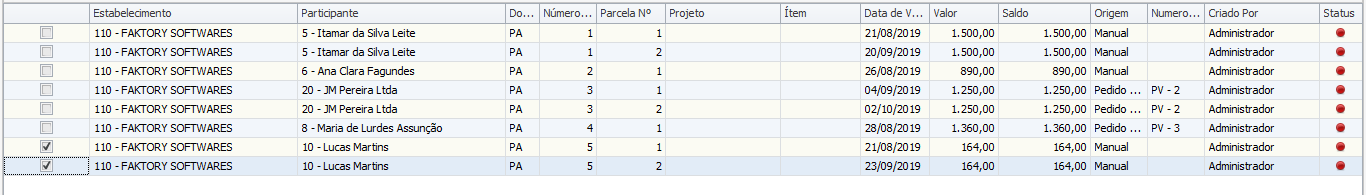 Estabelecimento Participante Do... Número... Parcela Nº Projeto Ítem Data de V... Valor Saldo Origem Numero... Criado Por Status
110 - FAKTORY SOFTWARES 5 - Itamar da Silva Leite PA 1 1 21/08/2019 1.500,00 1.500,00 Manual Administrador
110 - FAKTORY SOFTWARES 5 - Itamar da Silva Leite PA 1 2 20/09/2019 1.500,00 1.500,00 Manual Administrador
110 - FAKTORY SOFTWARES 6 - Ana Clara Fagundes PA 2 1 26/08/2019 890,00 890,00 Manual Administrador
110 - FAKTORY SOFTWARES 20 - JM Pereira Ltda PA 3 1 04/09/2019 1.250,00 1.250,00 Pedido ... PV - 2 Administrador
110 - FAKTORY SOFTWARES 20 - JM Pereira Ltda PA 3 2 02/10/2019 1.250,00 1.250,00 Pedido ... PV - 2 Administrador
110 - FAKTORY SOFTWARES 8 - Maria de Lurdes Assunção PA 4 1 28/08/2019 1.360,00 1.360,00 Pedido ... PV - 3 Administrador
110 - FAKTORY SOFTWARES 10 - Lucas Martins PA 5 1 21/08/2019 164,00 164,00 Manual Administrador
110 - FAKTORY SOFTWARES 10 - Lucas Martins PA 5 2 23/09/2019 164,00 164,00 Manual Administrador